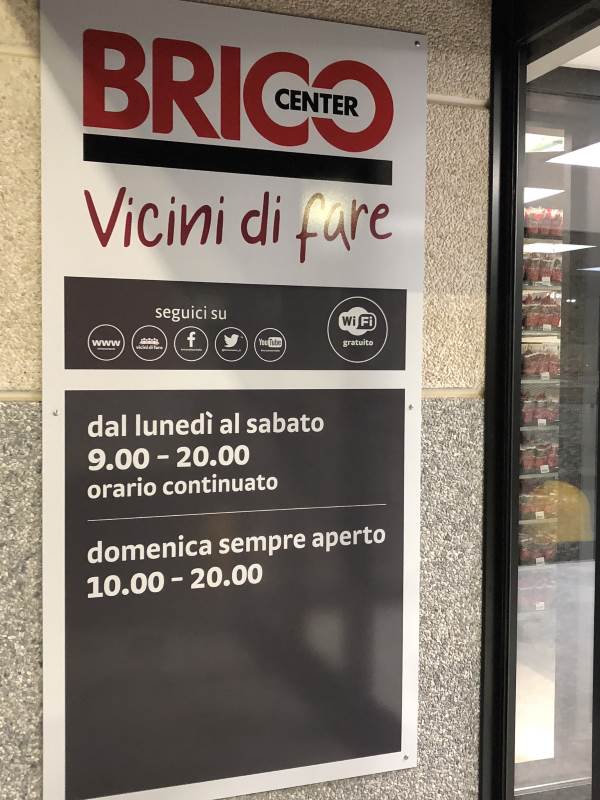 BRICO
CENTER
Vicini di fare
seguici su
www
vicini di fare
f
YouTube
WiFi
gratuito
dal lunedì al sabato
9.00 - 20.00
orario continuato
domenica sempre aperto
10.00 - 20.00